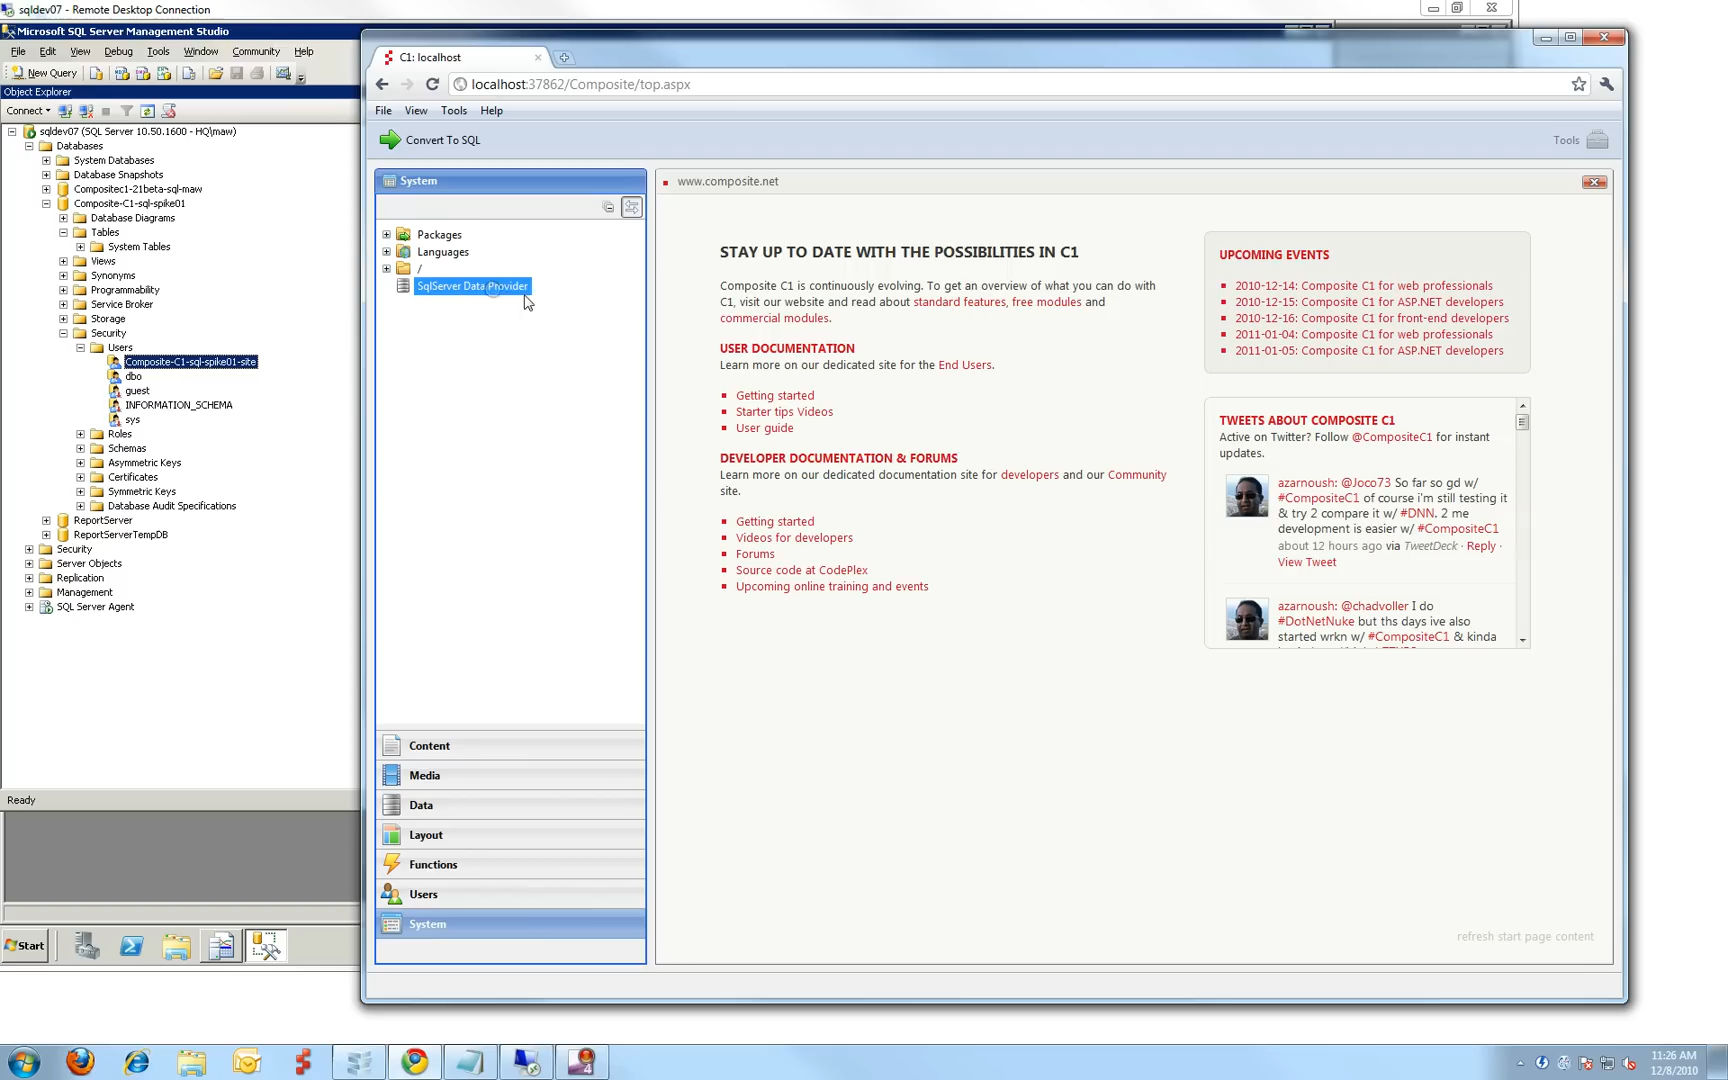 sqldev07 - Remote Desktop Connection
Microsoft SQL Server Management Studio
File Edit View Debug Tools Window Community Help
New Query
Object Explorer
Connect
sqldev07 (SQL Server 10.50.1600 - HQ\maw)
Databases
System Databases
Database Snapshots
Compositec1-21beta-sql-maw
Composite-C1-sql-spike01
Database Diagrams
Tables
System Tables
Views
Synonyms
Programmability
Service Broker
Storage
Security
Users
Composite-C1-sql-spike01-site
dbo
guest
INFORMATION_SCHEMA
sys
Roles
Schemas
Asymmetric Keys
Certificates
Symmetric Keys
Database Audit Specifications
ReportServer
ReportServerTempDB
Security
Server Objects
Replication
Management
SQL Server Agent
Ready
Start
C1: localhost
localhost:37862/Composite/top.aspx
File View Tools Help
Convert To SQL
Tools
System
Packages
Languages
/
SqlServer DataProvider
Content
Media
Data
Layout
Functions
Users
System
www.composite.net
STAY UP TO DATE WITH THE POSSIBILITIES IN C1
Composite C1 is continuously evolving. To get an overview of what you can do with
C1, visit our website and read about standard features, free modules and
commercial modules.
USER DOCUMENTATION
Learn more on our dedicated site for the End Users.
Getting started
Starter tips Videos
User guide
DEVELOPER DOCUMENTATION & FORUMS
Learn more on our dedicated documentation site for developers and our Community
site.
Getting started
Videos for developers
Forums
Source code at CodePlex
Upcoming online training and events
UPCOMING EVENTS
2010-12-14: Composite C1 for web professionals
2010-12-15: Composite C1 for ASP.NET developers
2010-12-16: Composite C1 for front-end developers
2011-01-04: Composite C1 for web professionals
2011-01-05: Composite C1 for ASP.NET developers
TWEETS ABOUT COMPOSITE C1
Active on Twitter? Follow @CompositeC1 for instant
updates.
azarnoush: @Joco73 So far so gd w/
#CompositeC1 of course i'm still testing it
& try 2 compare it w/ #DNN. 2 me
development is easier w/ #CompositeC1
about 12 hours ago via TweetDeck · Reply ·
View Tweet
azarnoush: @chadvoller I do
#DotNetNuke but ths days ive also
started wrkn w/ #CompositeC1 & kinda
refresh start page content
4
11:26 AM
12/8/2010